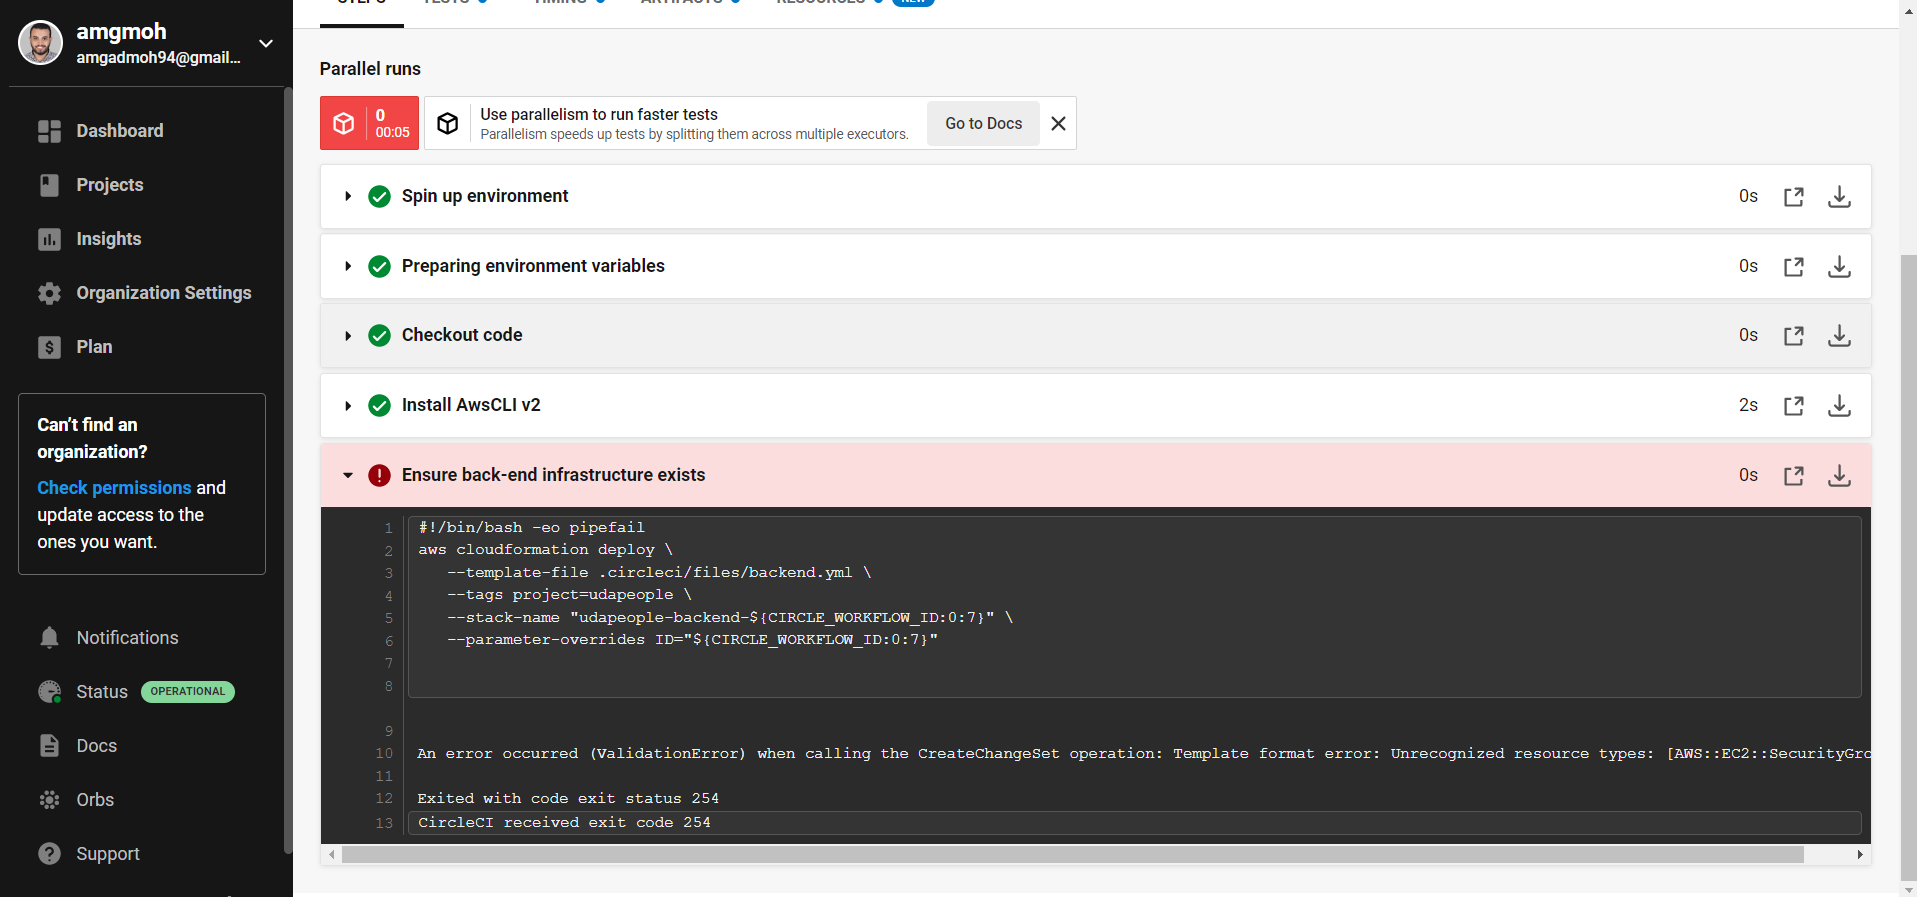 amgmoh
amgadmoh94@gmail...
Dashboard
Projects
Insights
Organization Settings
Plan
Can't find an
organization?
Check permissions and
update access to the
ones you want.
Notifications
Status OPERATIONAL
Docs
Orbs
Support
STEPS TESTS TIMING ARTIFACTS RESOURCES NEW
Parallel runs
0
00:05
Use parallelism to run faster tests
Parallelism speeds up tests by splitting them across multiple executors.
Go to Docs
Spin up environment 0s
Preparing environment variables 0s
Checkout code 0s
Install AwsCLI v2 2s
Ensure back-end infrastructure exists 0s
1 #!/bin/bash -eo pipefail
2 aws cloudformation deploy \
3 --template-file .circleci/files/backend.yml \
4 --tags project=udapeople \
5 --stack-name "udapeople-backend-${CIRCLE_WORKFLOW_ID:0:7}" \
6 --parameter-overrides ID="${CIRCLE_WORKFLOW_ID:0:7}"
7
8
9
10 An error occurred (ValidationError) when calling the CreateChangeSet operation: Template format error: Unrecognized resource types: [AWS::EC2::SecurityGro
11
12 Exited with code exit status 254
13 CircleCI received exit code 254